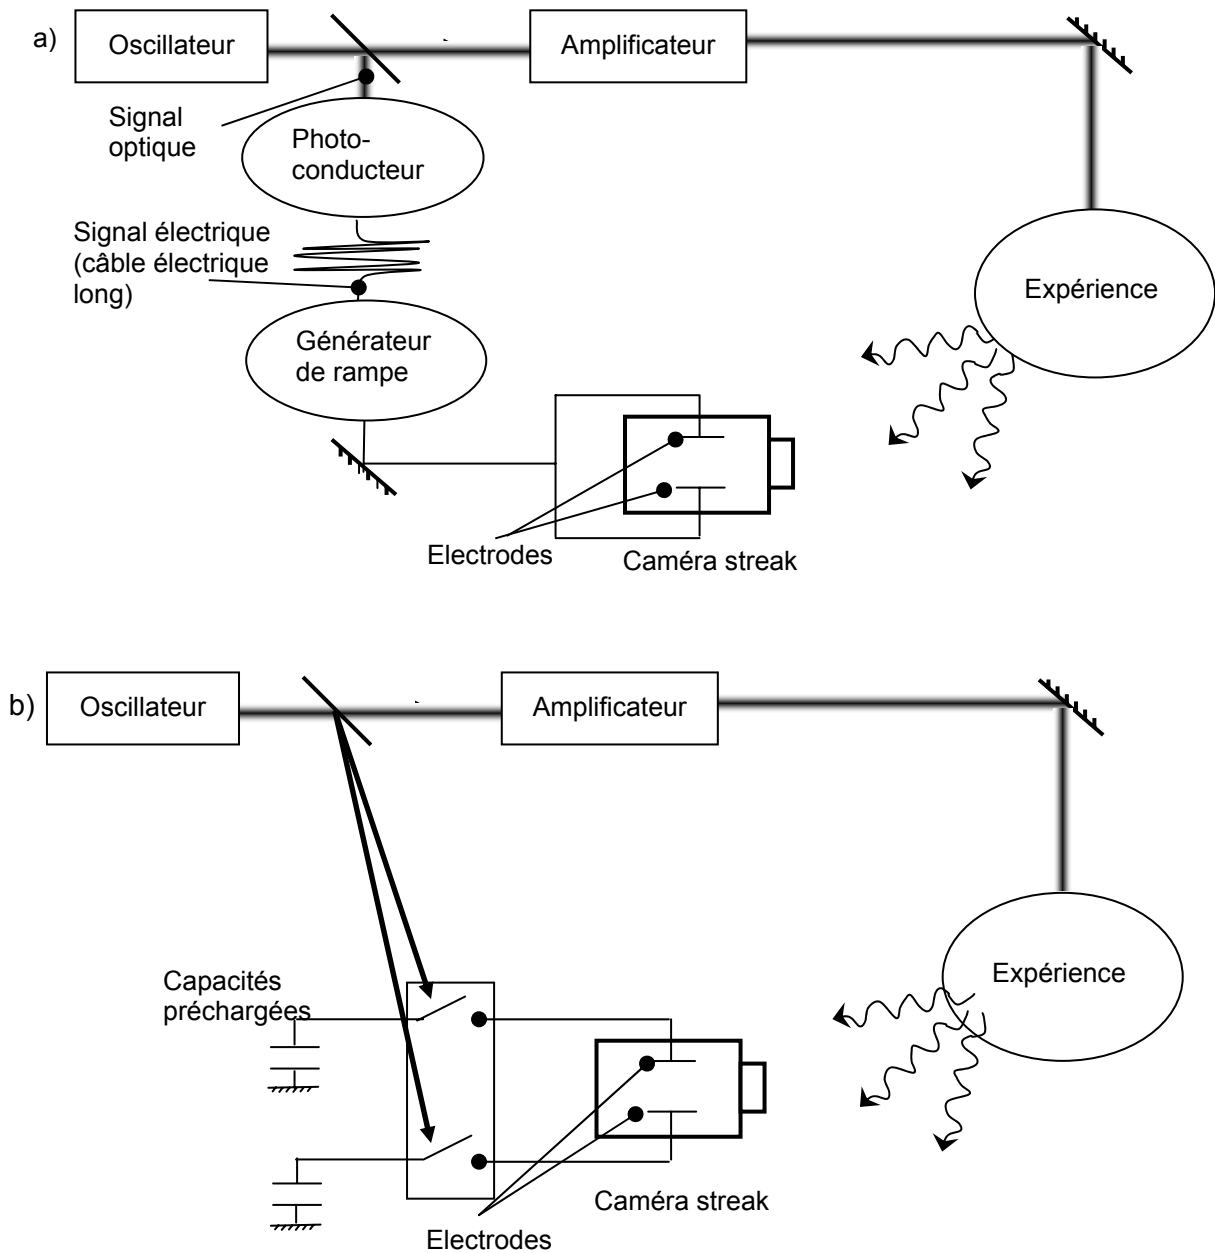 a)
Oscillateur
Amplificateur
Signal
optique
Photo-
conducteur
Signal électrique
(câble électrique
long)
Générateur
de rampe
Expérience
Electrodes
Caméra streak
b)
Oscillateur
Amplificateur
Capacités
préchargées
Expérience
Caméra streak
Electrodes